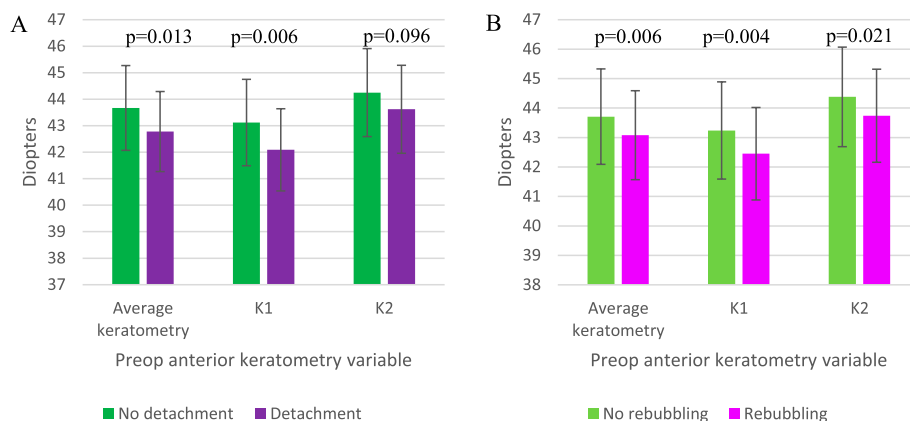 A
47
46
45
44
43
42
41
40
39
38
37
Diopters
p=0.013 p=0.006 p=0.096
Average
keratometry
K1
K2
Preop anterior keratometry variable
No detachment Detachment
B
47
46
45
44
43
42
41
40
39
38
Diopters
p=0.006 p=0.004 p=0.021
Average
keratometry
K1
K2
Preop anterior keratometry variable
No rebubbling Rebubbling